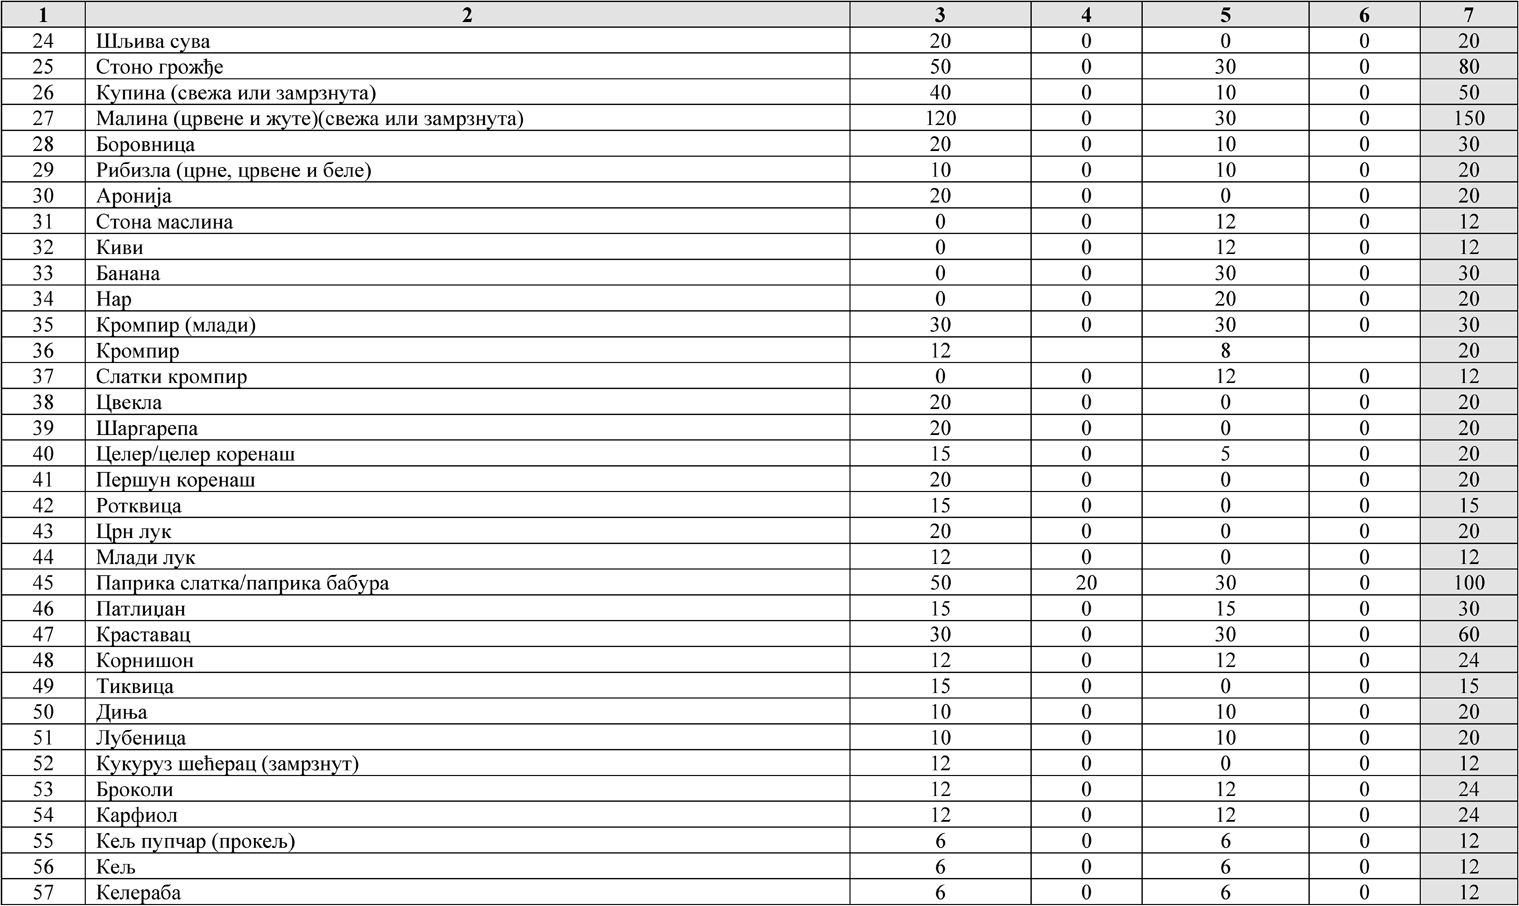 1 2 3 4 5 6 7
24 Шљива сува 20 0 0 0 20
25 Стоно грожђе 50 0 30 0 80
26 Купина (свежа или замрзнута) 40 0 10 0 50
27 Малина (црвене и жуте)(свежа или замрзнута) 120 0 30 0 150
28 Боровница 20 0 10 0 30
29 Рибизла (црне, црвене и беле) 10 0 10 0 20
30 Аронија 20 0 0 0 20
31 Стона маслина 0 0 12 0 12
32 Киви 0 0 12 0 12
33 Банана 0 0 30 0 30
34 Нар 0 0 20 0 20
35 Кромпир (млади) 30 0 30 0 30
36 Кромпир 12 8 20
37 Слатки кромпир 0 0 12 0 12
38 Цвекла 20 0 0 0 20
39 Шаргарепа 20 0 0 0 20
40 Целер/целер коренаш 15 0 5 0 20
41 Першун коренаш 20 0 0 0 20
42 Ротквица 15 0 0 0 15
43 Црн лук 20 0 0 0 20
44 Млади лук 12 0 0 0 12
45 Паприка слатка/паприка бабура 50 20 30 0 100
46 Патлиџан 15 0 15 0 30
47 Краставац 30 0 30 0 60
48 Корнишон 12 0 12 0 24
49 Тиквица 15 0 0 0 15
50 Диња 10 0 10 0 20
51 Лубеница 10 0 10 0 20
52 Кукуруз шећерац (замрзнут) 12 0 0 0 12
53 Броколи 12 0 12 0 24
54 Карфиол 12 0 12 0 24
55 Кељ пупчар (прокељ) 6 0 6 0 12
56 Кељ 6 0 6 0 12
57 Келераба 6 0 6 0 12